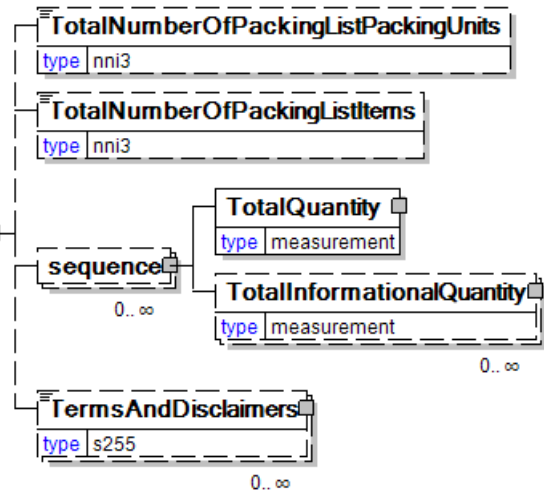 TotalNumberOfPackingListPackingUnits
type nni3
TotalNumberOfPackingListItems
type nni3
TotalQuantity
type measurement
sequence
0.. ∞
TotalInformationalQuantity
type measurement
0.. ∞
TermsAndDisclaimers
type s255
0.. ∞